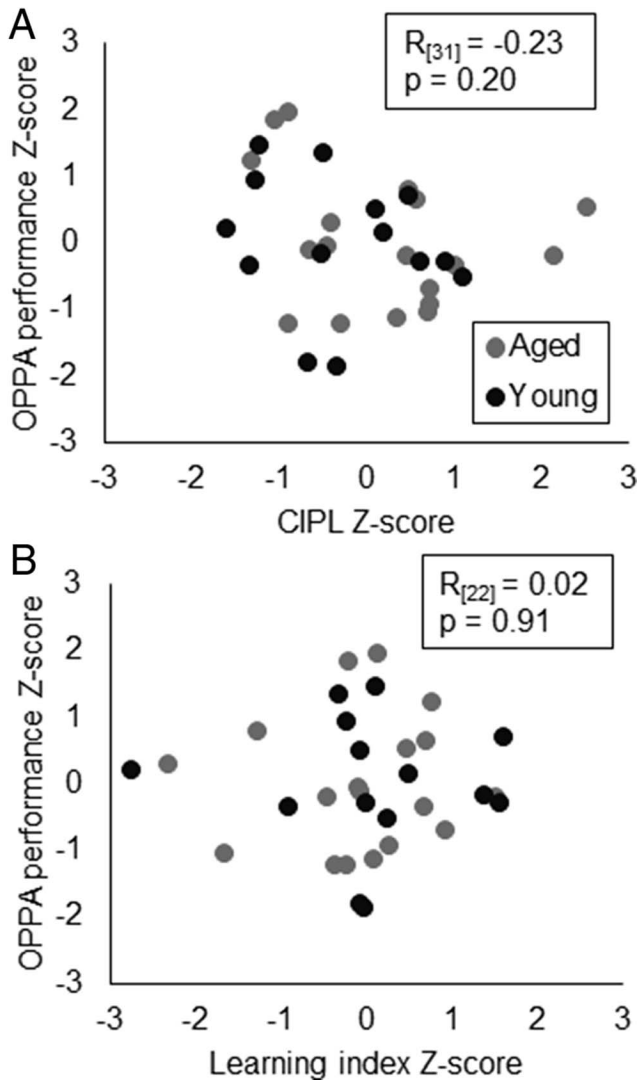 A
OPPA performance Z-score
3
2
1
0
-1
-2
-3
R[31] = -0.23
p = 0.20
Aged
Young
-3
-2
-1
0
1
2
3
CIPL Z-score
B
OPPA performance Z-score
3
2
1
0
-1
-2
-3
R[22] = 0.02
p = 0.91
-3
-2
-1
0
1
2
3
Learning index Z-score